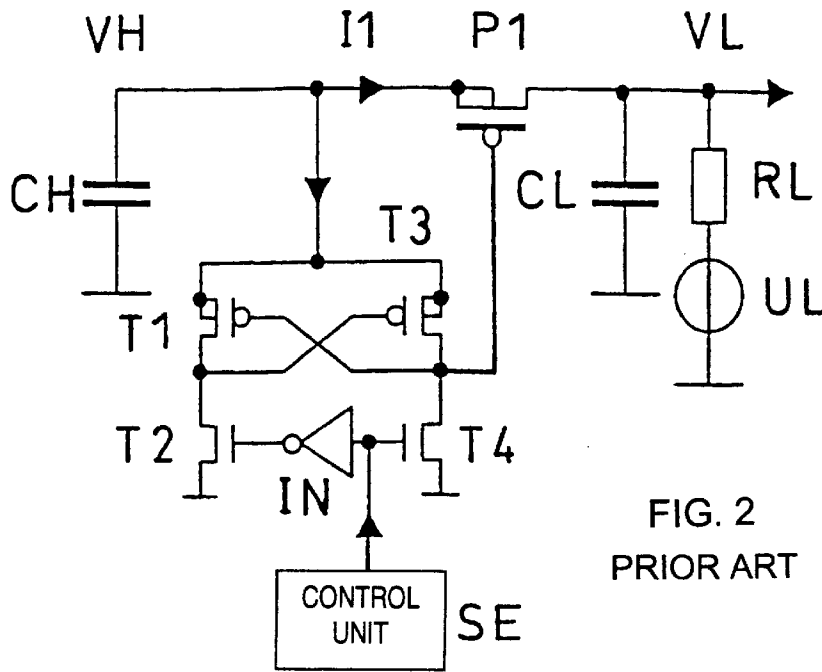 VH I1 P1 VL
CH CL RL
T3
T1 UL
T2 IN T4
FIG. 2
PRIOR ART
CONTROL
UNIT
SE